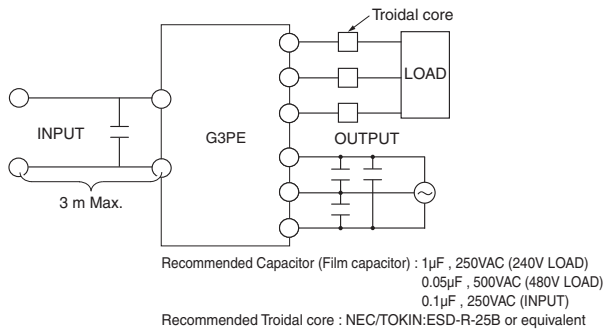 Troidal core
LOAD
INPUT
G3PE
OUTPUT
3 m Max.
Recommended Capacitor (Film capacitor) : 1µF , 250VAC (240V LOAD)
0.05µF , 500VAC (480V LOAD)
0.1µF , 250VAC (INPUT)
Recommended Troidal core : NEC/TOKIN:ESD-R-25B or equivalent